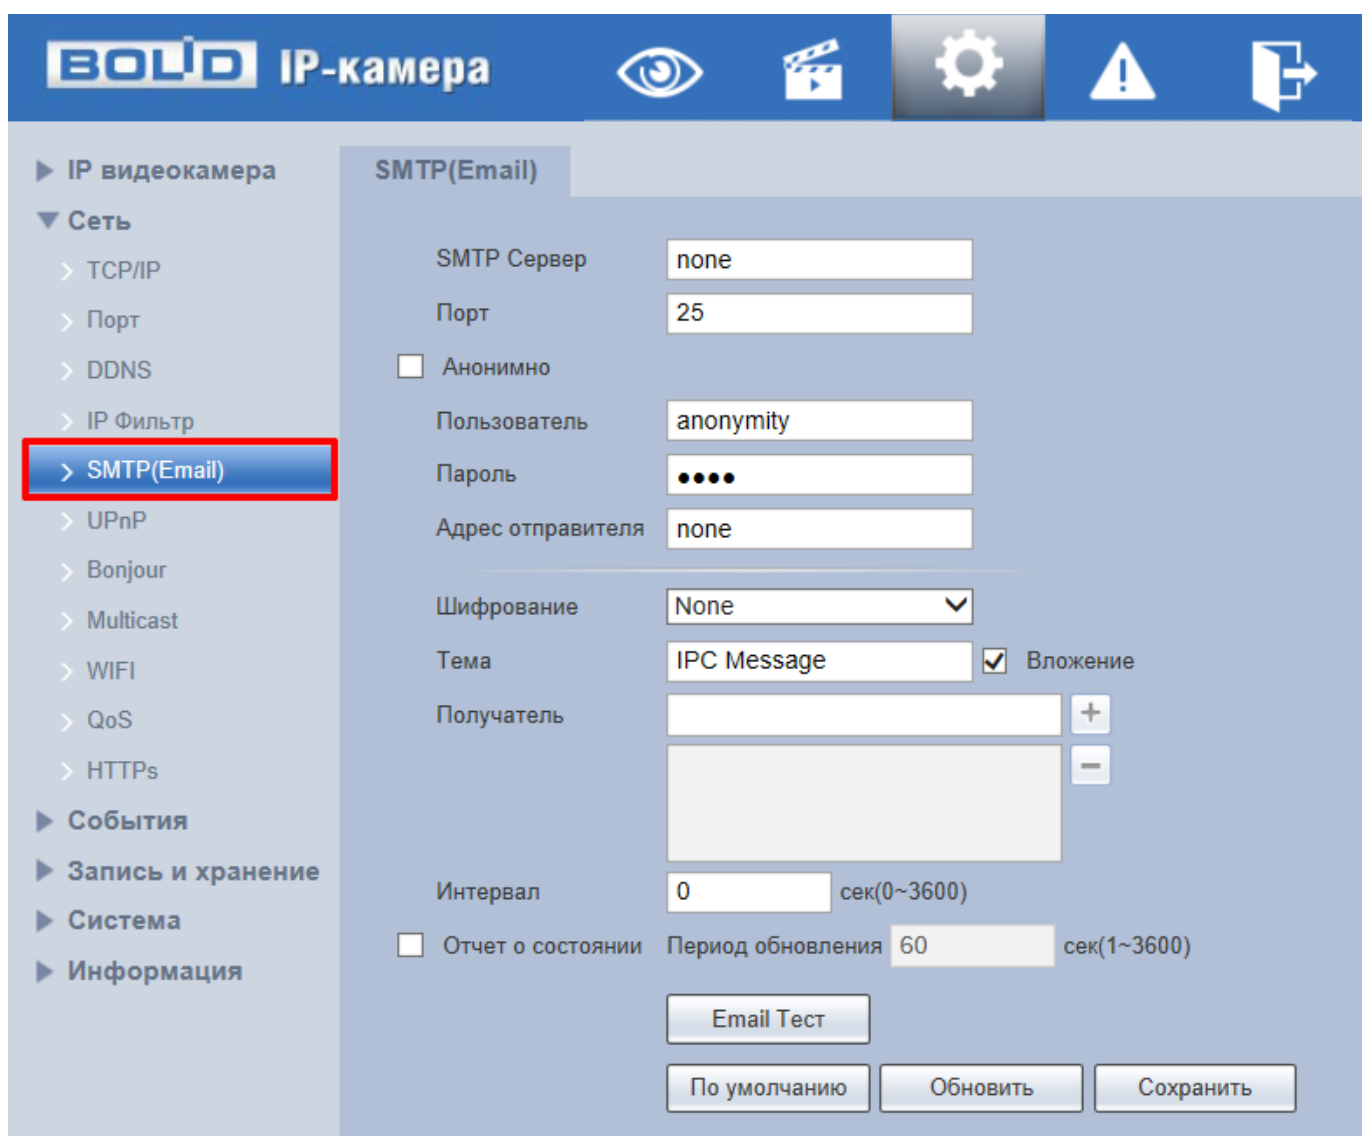 BOLID IP-камера
IP видеокамера
Сеть
TCP/IP
Порт
DDNS
IP Фильтр
SMTP(Email)
UPnP
Bonjour
Multicast
WIFI
QoS
HTTPs
События
Запись и хранение
Система
Информация
SMTP(Email)
SMTP Сервер none
Порт 25
Анонимно
Пользователь anonymity
Пароль ●●●●
Адрес отправителя none
Шифрование None
Тема IPC Message Вложение
Получатель +
−
Интервал 0 сек(0~3600)
Отчет о состоянии Период обновления 60 сек(1~3600)
Email Тест
По умолчанию Обновить Сохранить